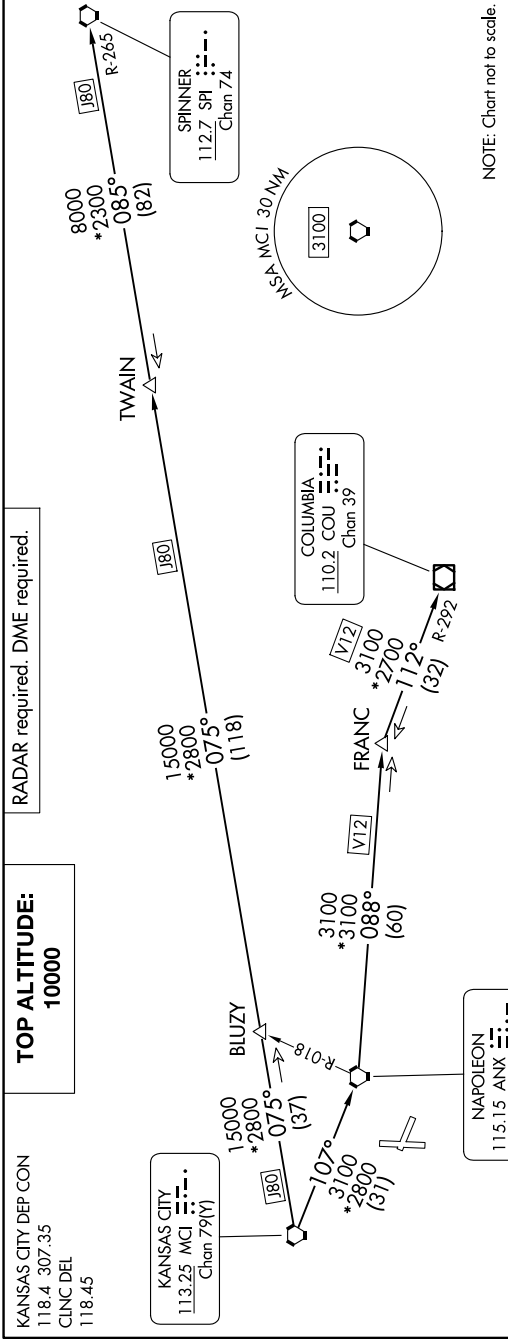 KANSAS CITY DEP CON
118.4 307.35
CLNC DEL
118.45
TOP ALTITUDE:
10000
RADAR required. DME required.
SPINNER
112.7 SPI
Chan 74
R-265
J80
8000
*2300
085°
(82)
TWAIN
J80
15000
*2800
075°
(118)
BLUZY
15000
*2800
075°
(37)
J80
KANSAS CITY
113.25 MCI
Chan 79(Y)
107°
3100
*2800
(31)
R-018
NAPOLEON
115.15 ANX
3100
*3100
088°
(60)
V12
FRANC
V12
3100
*2700
112°
(32)
R-292
COLUMBIA
110.2 COU
Chan 39
MSA MCI 30 NM
3100
NOTE: Chart not to scale.